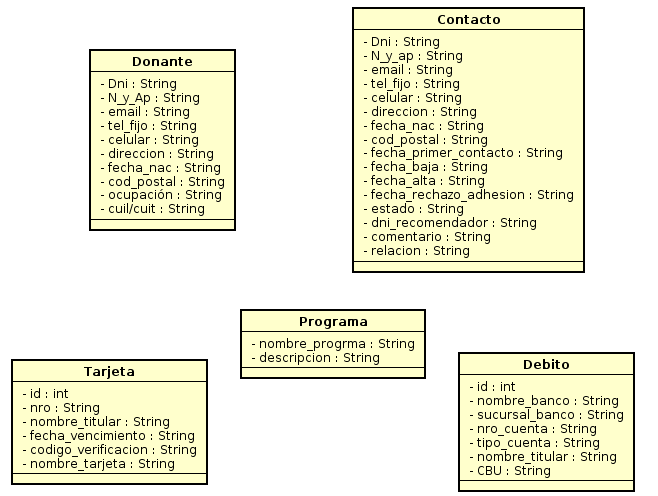 Donante
- Dni : String
- N_y_Ap : String
- email : String
- tel_fijo : String
- celular : String
- direccion : String
- fecha_nac : String
- cod_postal : String
- ocupación : String
- cuil/cuit : String
Contacto
- Dni : String
- N_y_ap : String
- email : String
- tel_fijo : String
- celular : String
- direccion : String
- fecha_nac : String
- cod_postal : String
- fecha_primer_contacto : String
- fecha_baja : String
- fecha_alta : String
- fecha_rechazo_adhesion : String
- estado : String
- dni_recomendador : String
- comentario : String
- relacion : String
Programa
- nombre_progrma : String
- descripcion : String
Tarjeta
- id : int
- nro : String
- nombre_titular : String
- fecha_vencimiento : String
- codigo_verificacion : String
- nombre_tarjeta : String
Debito
- id : int
- nombre_banco : String
- sucursal_banco : String
- nro_cuenta : String
- tipo_cuenta : String
- nombre_titular : String
- CBU : String